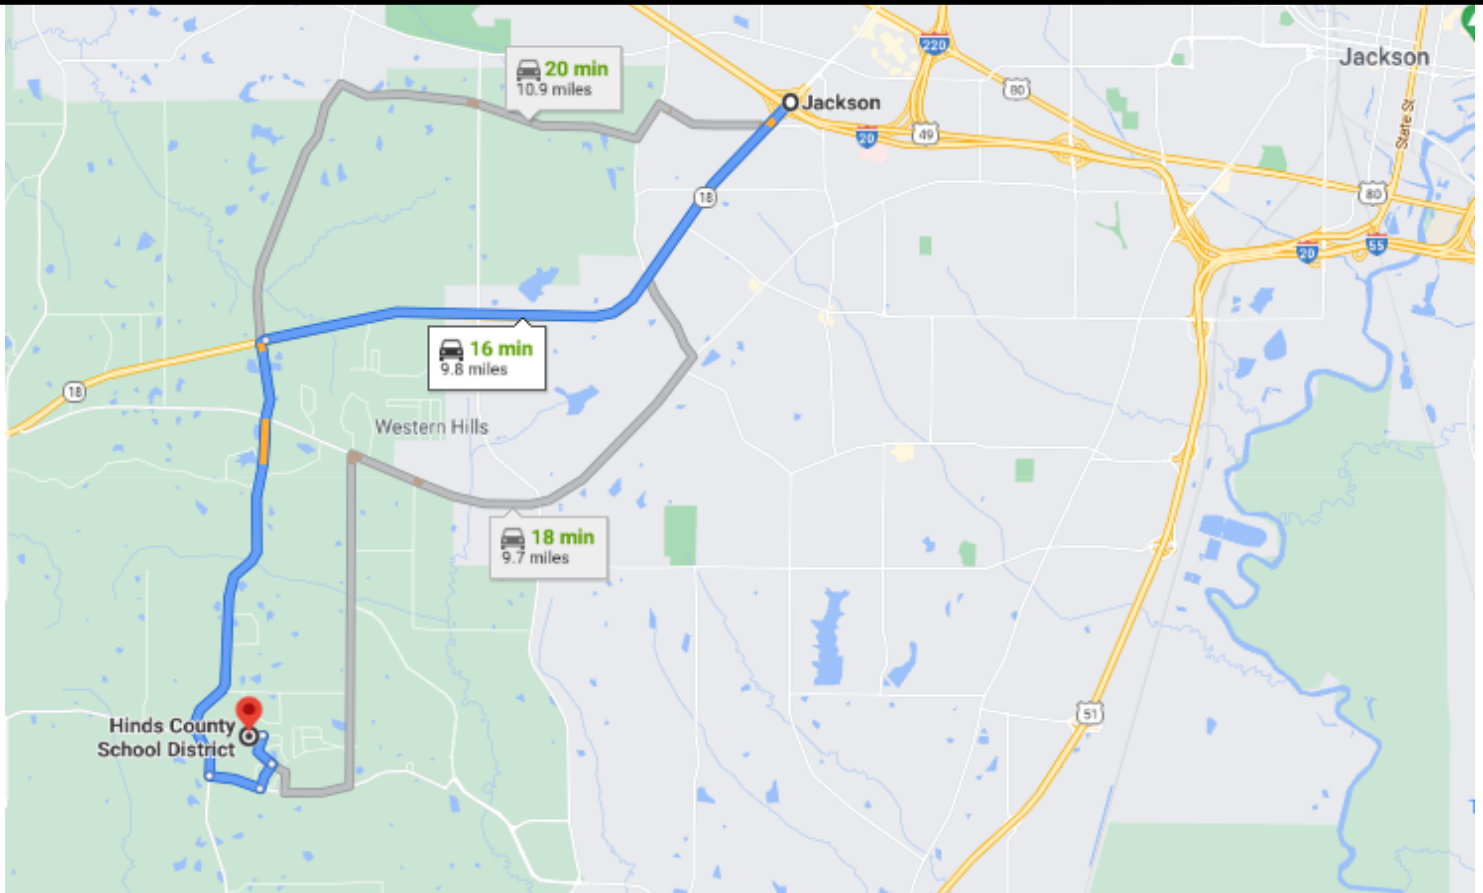 220
Jackson
20 min
10.9 miles
80
Jackson
20
49
State St
18
80
20
55
16 min
9.8 miles
18
Western Hills
18 min
9.7 miles
51
Hinds County
School District